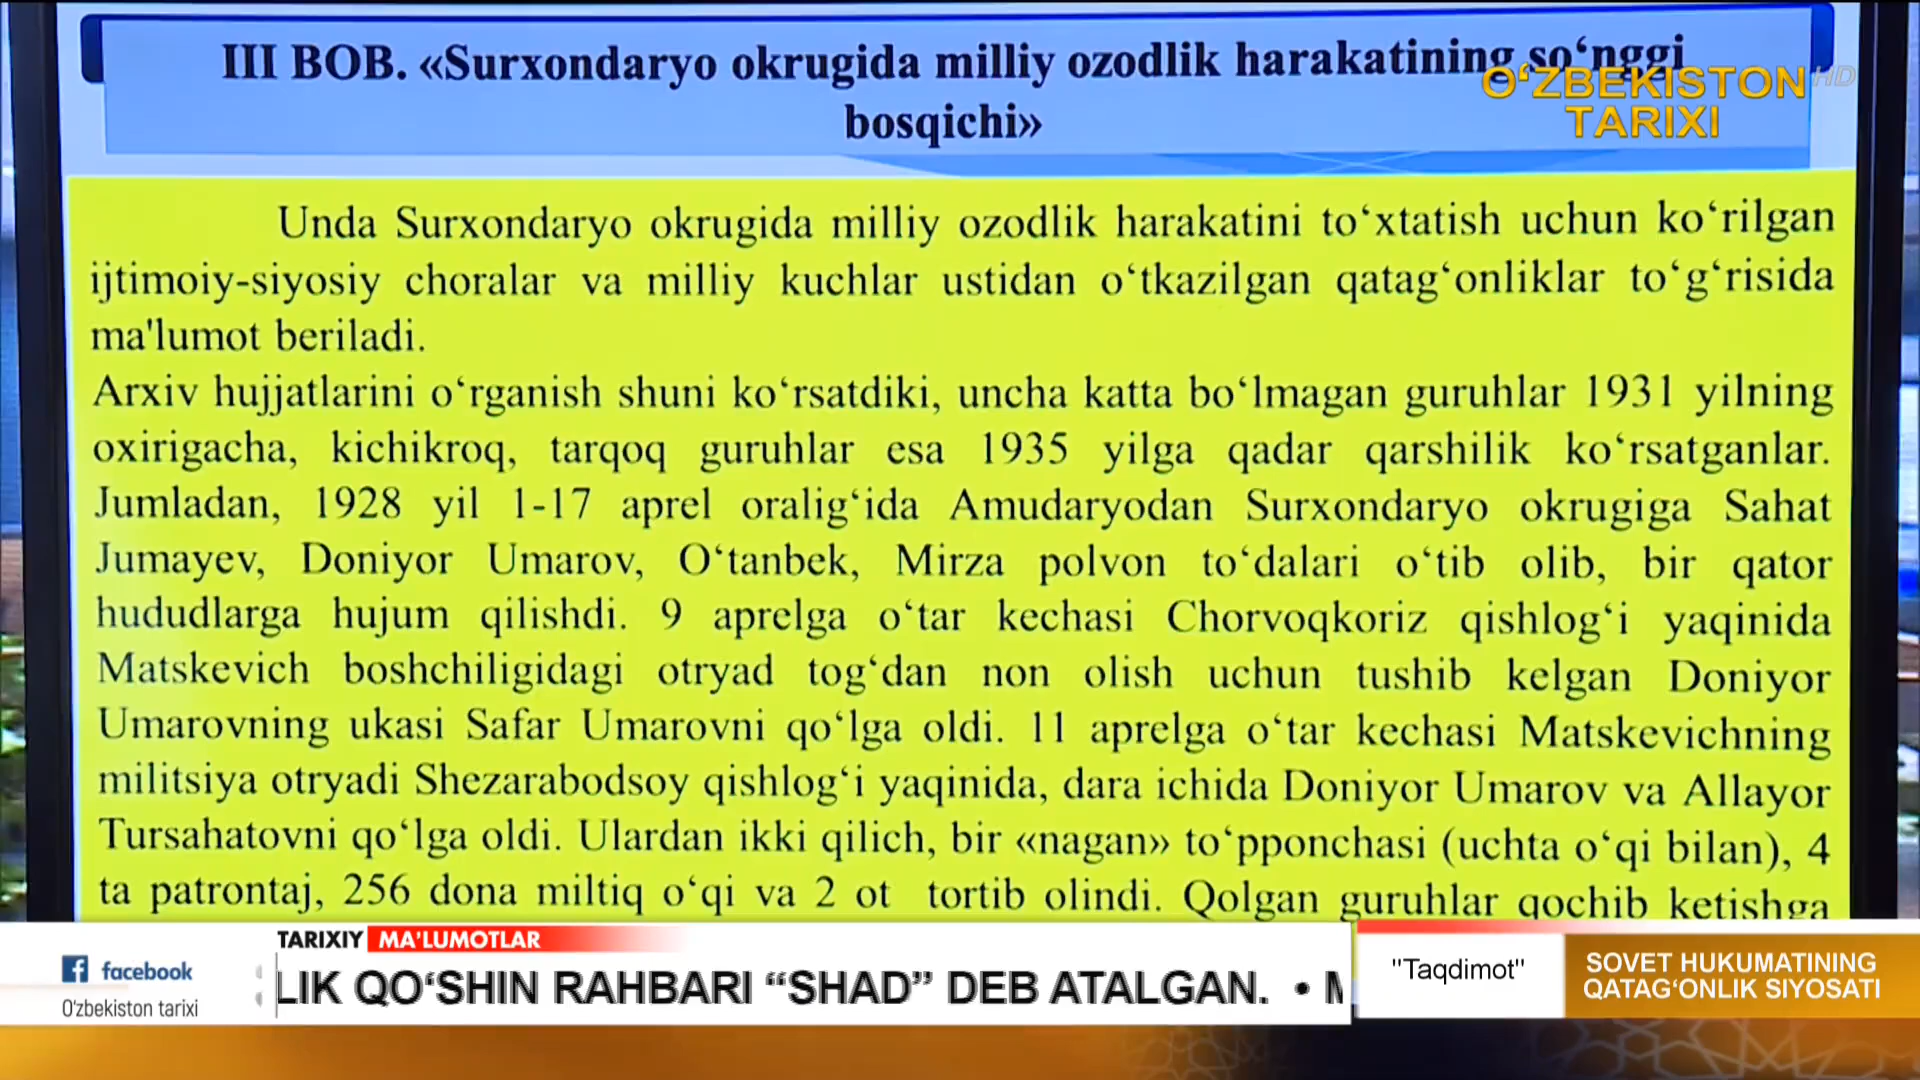 III BOB. «Surxondaryo okrugida milliy ozodlik harakatining so‘nggi
bosqichi»
O‘ZBEKISTON HD
TARIXI
Unda Surxondaryo okrugida milliy ozodlik harakatini to‘xtatish uchun ko‘rilgan
ijtimoiy-siyosiy choralar va milliy kuchlar ustidan o‘tkazilgan qatag‘onliklar to‘g‘risida
ma'lumot beriladi.
Arxiv hujjatlarini o‘rganish shuni ko‘rsatdiki, uncha katta bo‘lmagan guruhlar 1931 yilning
oxirigacha, kichikroq, tarqoq guruhlar esa 1935 yilga qadar qarshilik ko‘rsatganlar.
Jumladan, 1928 yil 1-17 aprel oralig‘ida Amudaryodan Surxondaryo okrugiga Sahat
Jumayev, Doniyor Umarov, O‘tanbek, Mirza polvon to‘dalari o‘tib olib, bir qator
hududlarga hujum qilishdi. 9 aprelga o‘tar kechasi Chorvoqkoriz qishlog‘i yaqinida
Matskevich boshchiligidagi otryad tog‘dan non olish uchun tushib kelgan Doniyor
Umarovning ukasi Safar Umarovni qo‘lga oldi. 11 aprelga o‘tar kechasi Matskevichning
militsiya otryadi Shezarabodsoy qishlog‘i yaqinida, dara ichida Doniyor Umarov va Allayor
Tursahatovni qo‘lga oldi. Ulardan ikki qilich, bir «nagan» to‘pponchasi (uchta o‘qi bilan), 4
ta patrontaj, 256 dona miltiq o‘qi va 2 ot tortib olindi. Qolgan guruhlar qochib ketishga
TARIXIY MA’LUMOTLAR
facebook
O‘zbekiston tarixi
LIK QO‘SHIN RAHBARI “SHAD” DEB ATALGAN. •
"Taqdimot"
SOVET HUKUMATINING
QATAG‘ONLIK SIYOSATI